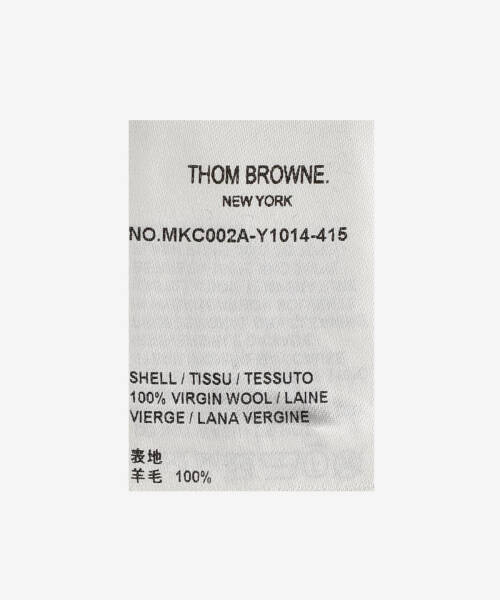 THOM BROWNE.
NEW YORK
NO.MKC002A-Y1014-415
SHELL / TISSU / TESSUTO
100% VIRGIN WOOL / LAINE
VIERGE / LANA VERGINE
表地
羊毛 100%